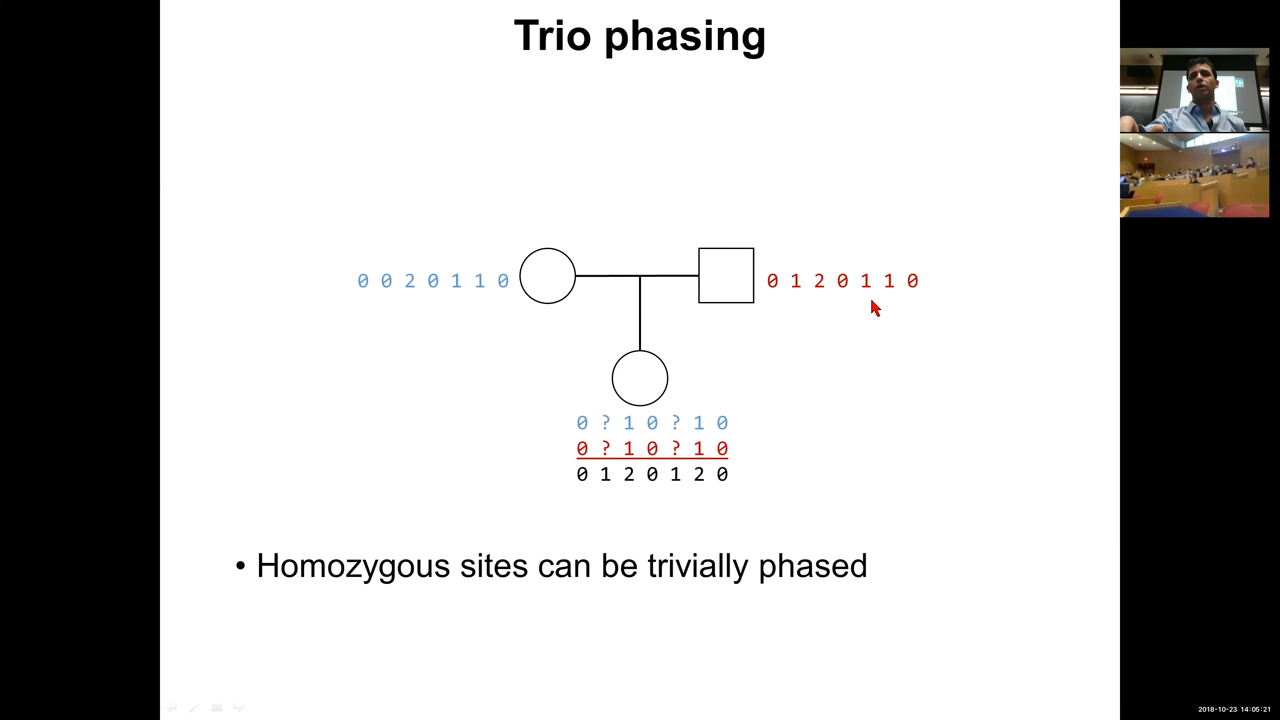 Trio phasing
0 0 2 0 1 1 0
0 1 2 0 1 1 0
0 ? 1 0 ? 1 0
0 ? 1 0 ? 1 0
0 1 2 0 1 2 0
• Homozygous sites can be trivially phased
2018-10-23 14:05:21